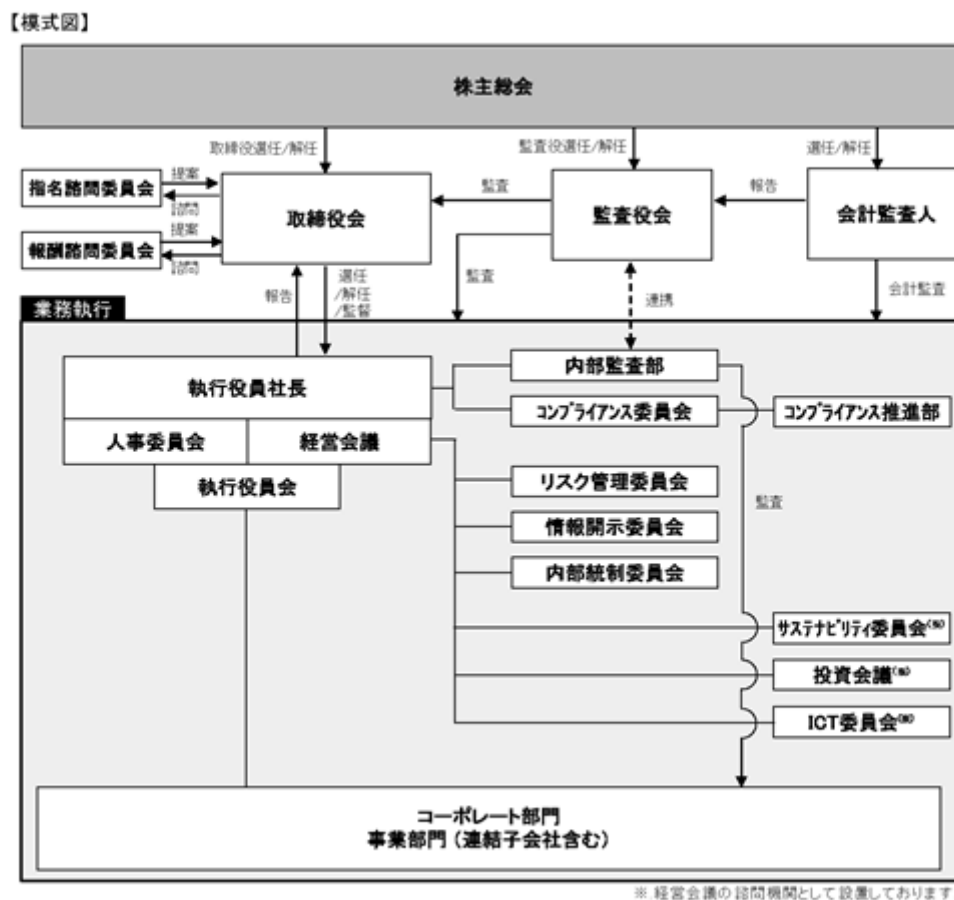 【模式図】
株主総会
取締役選任/解任
監査役選任/解任
選任/解任
指名諮問委員会
提案
諮問
取締役会
監査
監査役会
報告
会計監査人
報酬諮問委員会
提案
諮問
報告
選任
/解任
/監督
監査
連携
会計監査
業務執行
執行役員社長
内部監査部
コンプライアンス委員会
コンプライアンス推進部
人事委員会
経営会議
執行役員会
リスク管理委員会
監査
情報開示委員会
内部統制委員会
サステナビリティ委員会(※)
投資会議(※)
ICT委員会(※)
コーポレート部門
事業部門（連結子会社含む）
※ 経営会議の諮問機関として設置しております